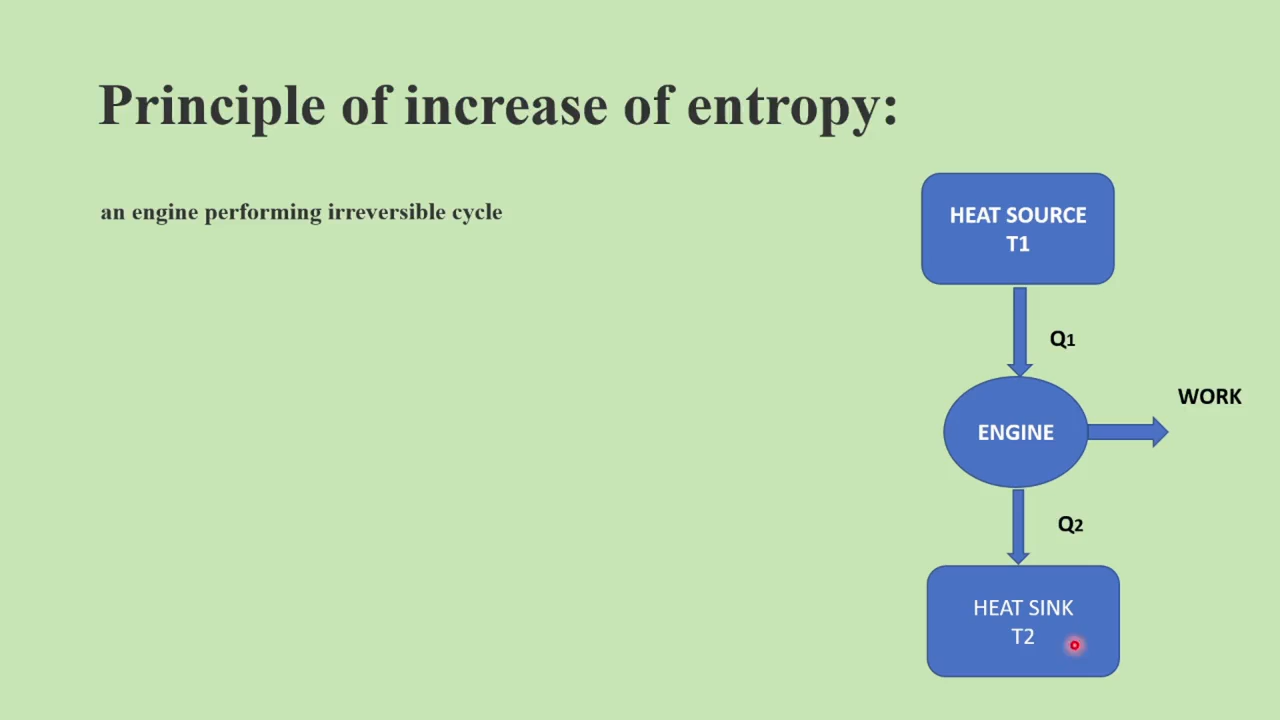 Principle of increase of entropy:
an engine performing irreversible cycle
HEAT SOURCE
T1
Q1
WORK
ENGINE
Q2
HEAT SINK
T2